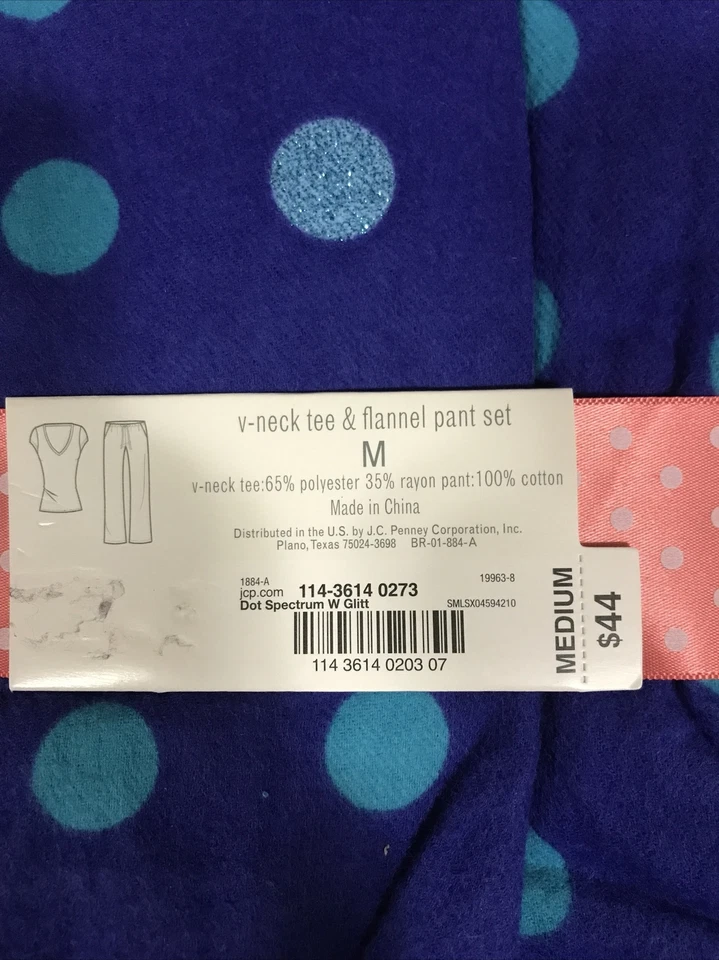 v-neck tee & flannel pant set
M
v-neck tee:65% polyester 35% rayon pant:100% cotton
Made in China
Distributed in the U.S. by J.C. Penney Corporation, Inc.
Plano, Texas 75024-3698 BR-01-884-A
1884-A
jcp.com 114-3614 0273 19963-8
Dot Spectrum W Glitt SMLSX04594210
114 3614 0203 07
MEDIUM
$44